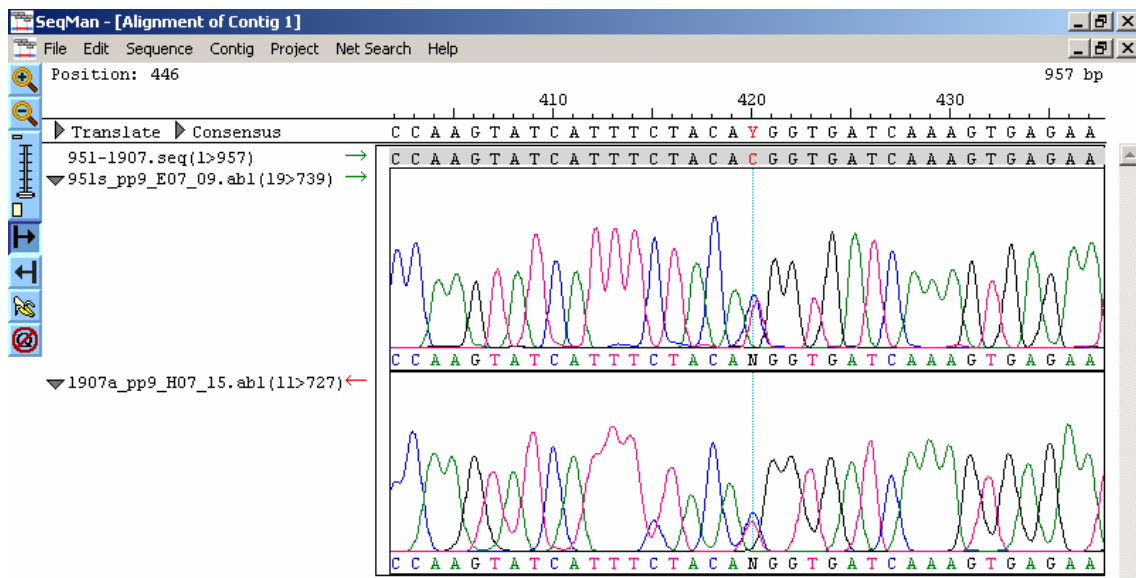 SeqMan - [Alignment of Contig 1]
File Edit Sequence Contig Project Net Search Help
Position: 446 957 bp
410 420 430
Translate Consensus C C A A G T A T C A T T T C T A C A Y G G T G A T C A A A G T G A G A A
951-1907.seq(1>957) → C C A A G T A T C A T T T C T A C A C G G T G A T C A A A G T G A G A A
951s_pp9_E07_09.ab1(19>739) →
C C A A G T A T C A T T T C T A C A N G G T G A T C A A A G T G A G A A
1907a_pp9_H07_15.ab1(11>727) ←
C C A A G T A T C A T T T C T A C A N G G T G A T C A A A G T G A G A A